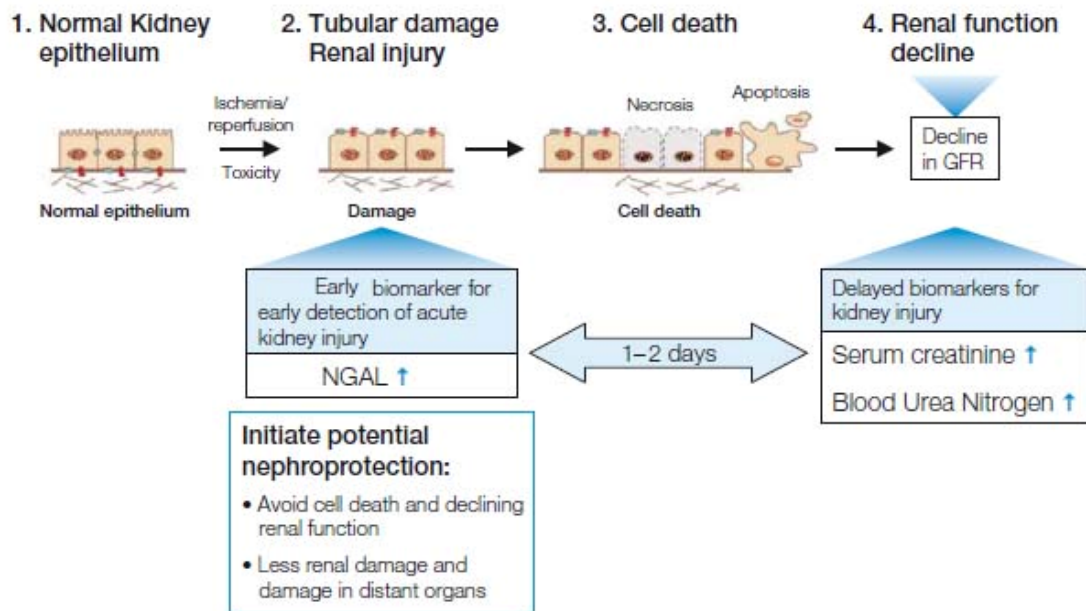 1. Normal Kidney
epithelium
2. Tubular damage
Renal injury
3. Cell death
4. Renal function
decline
Ischemia/
reperfusion
Toxicity
Necrosis
Apoptosis
Decline
in GFR
Normal epithelium
Damage
Cell death
Early biomarker for
early detection of acute
kidney injury
NGAL ↑
1–2 days
Delayed biomarkers for
kidney injury
Serum creatinine ↑
Blood Urea Nitrogen ↑
Initiate potential
nephroprotection:
• Avoid cell death and declining
renal function
• Less renal damage and
damage in distant organs